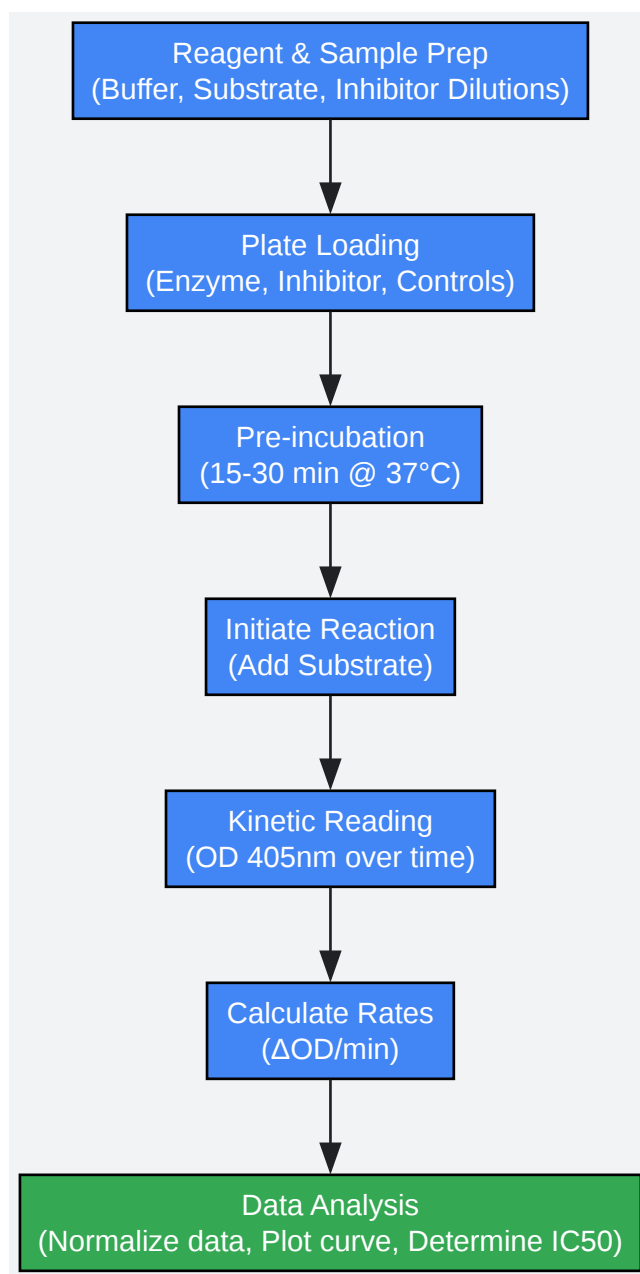 Reagent & Sample Prep
(Buffer, Substrate, Inhibitor Dilutions)
Plate Loading
(Enzyme, Inhibitor, Controls)
Pre-incubation
(15-30 min @ 37°C)
Initiate Reaction
(Add Substrate)
Kinetic Reading
(OD 405nm over time)
Calculate Rates
(ΔOD/min)
Data Analysis
(Normalize data, Plot curve, Determine IC50)